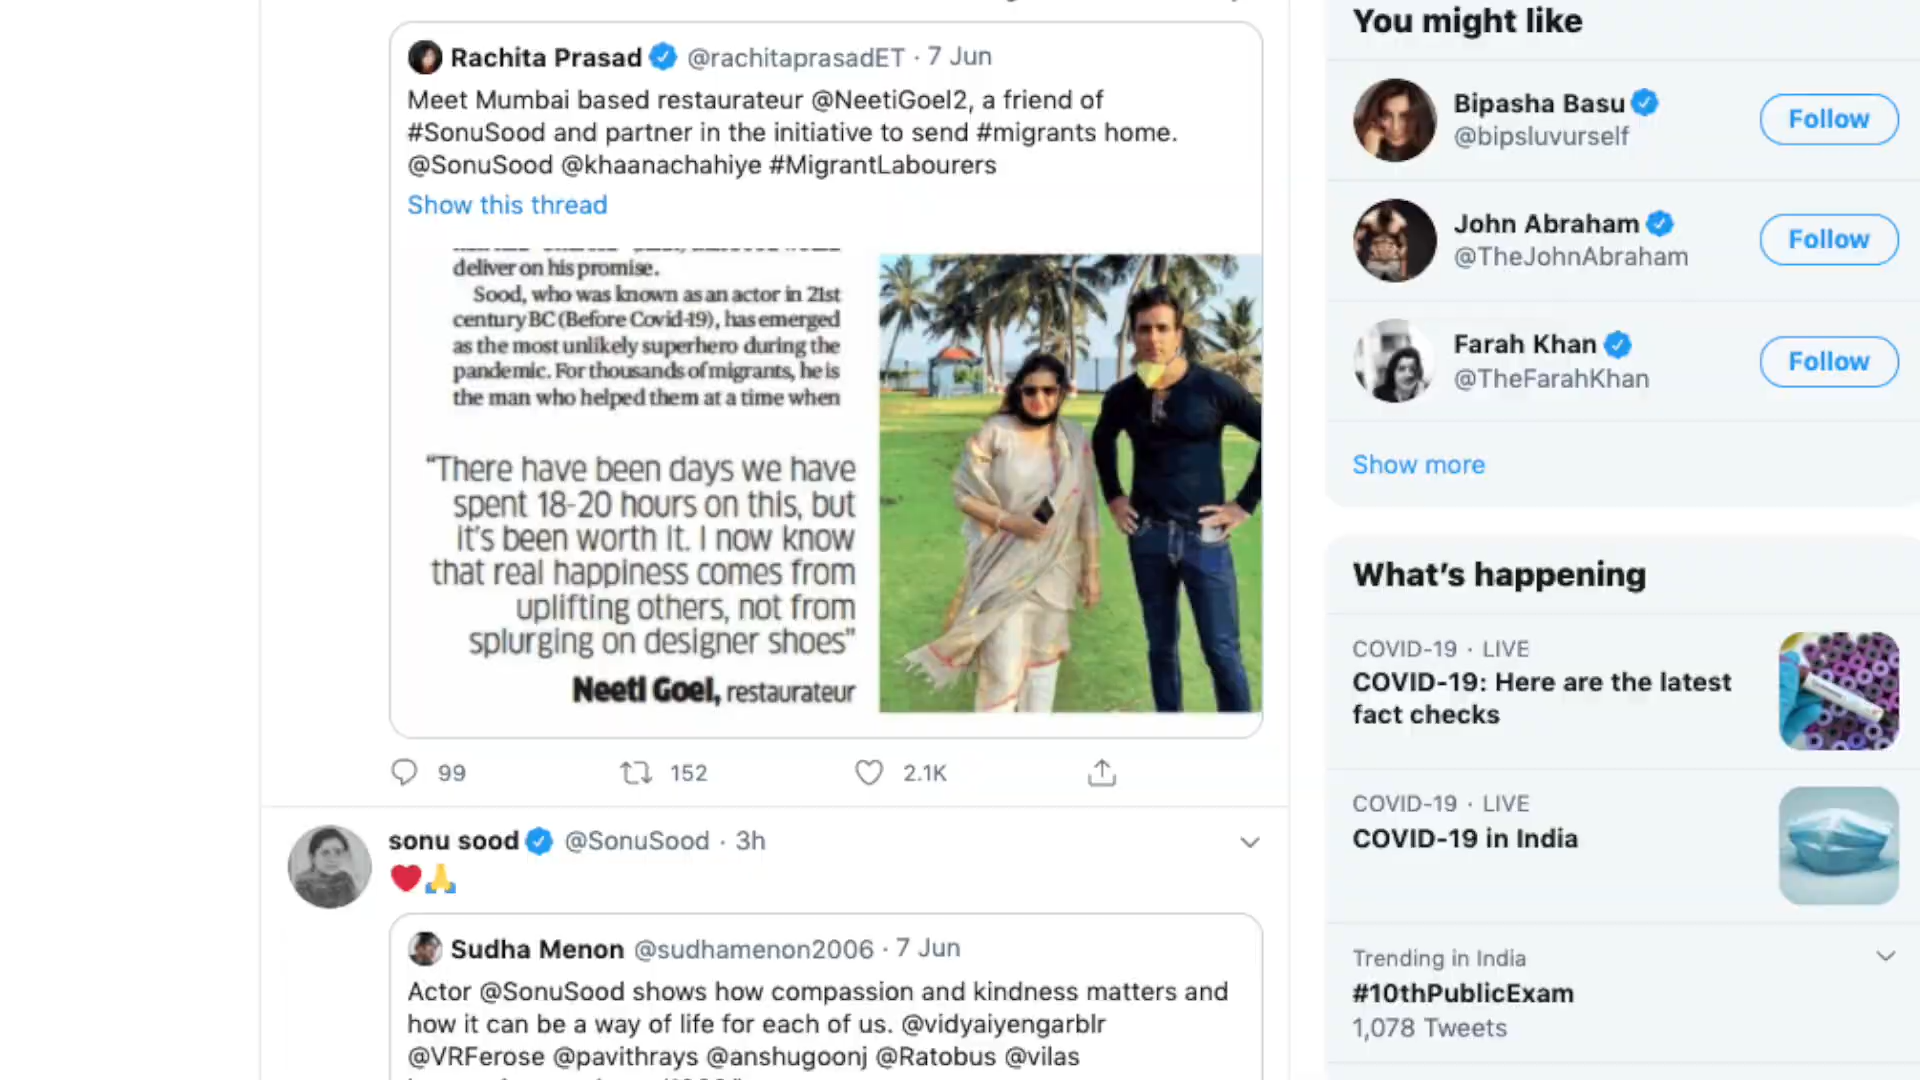 Rachita Prasad @rachitaprasadET · 7 Jun
Meet Mumbai based restaurateur @NeetiGoel2, a friend of
#SonuSood and partner in the initiative to send #migrants home.
@SonuSood @khaanachahiye #MigrantLabourers
Show this thread
deliver on his promise.
Sood, who was known as an actor in 21st
century BC (Before Covid-19), has emerged
as the most unlikely superhero during the
pandemic. For thousands of migrants, he is
the man who helped them at a time when
"There have been days we have
spent 18-20 hours on this, but
it's been worth it. I now know
that real happiness comes from
uplifting others, not from
splurging on designer shoes"
Neeti Goel, restaurateur
99 152 2.1K
sonu sood @SonuSood · 3h
❤️🙏
Sudha Menon @sudhamenon2006 · 7 Jun
Actor @SonuSood shows how compassion and kindness matters and
how it can be a way of life for each of us. @vidyaiyengarblr
@VRFerose @pavithrays @anshugoonj @Ratobus @vilas
You might like
Bipasha Basu
@bipsluvurself
Follow
John Abraham
@TheJohnAbraham
Follow
Farah Khan
@TheFarahKhan
Follow
Show more
What's happening
COVID-19 · LIVE
COVID-19: Here are the latest
fact checks
COVID-19 · LIVE
COVID-19 in India
Trending in India
#10thPublicExam
1,078 Tweets